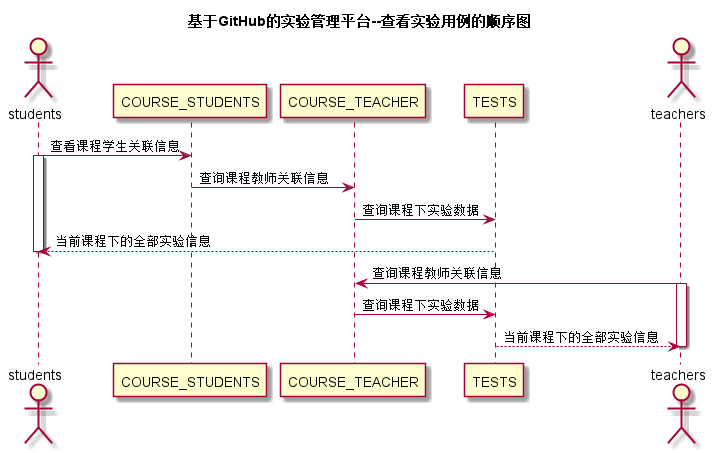 基于GitHub的实验管理平台--查看实验用例的顺序图
students
COURSE_STUDENTS
COURSE_TEACHER
TESTS
teachers
查看课程学生关联信息
查询课程教师关联信息
查询课程下实验数据
当前课程下的全部实验信息
查询课程教师关联信息
查询课程下实验数据
当前课程下的全部实验信息
students
COURSE_STUDENTS
COURSE_TEACHER
TESTS
teachers